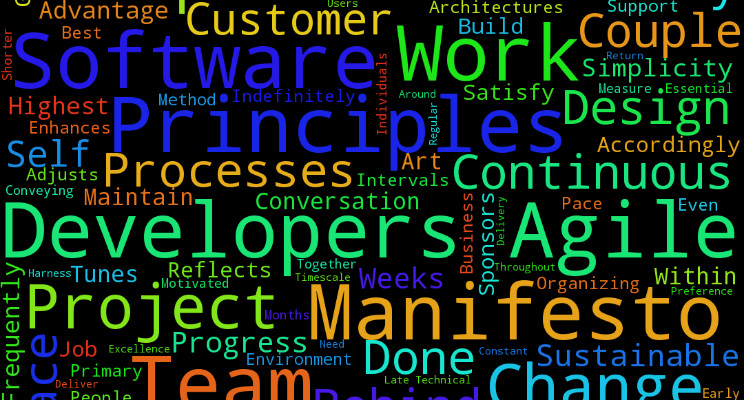 Users
Architectures
Support
Advantage
Customer
Build
Couple
Best
Shorter
Software
Work
Return
Simplicity
Individuals
Highest
Method
Indefinitely
Around
Satisfy
Measure
Essential
Principles
Regular
Design
Enhances
Self
Art
Accordingly
Adjusts
Processes
Intervals
Continuous
Conveying
Maintain
Conversation
Developers
Business
Sponsors
Delivery
Pace
Even
Agile
Harness
Tunes
Reflects
Together
Timescale
Weeks
Throughout
Organizing
Within
Motivated
Preference
Frequently
Project
Months
Manifesto
Job
Excellence
Progress
Need
Done
Constant
Sustainable
Environment
Primary
Deliver
Team
Late
Technical
Change
Early
People
Behind